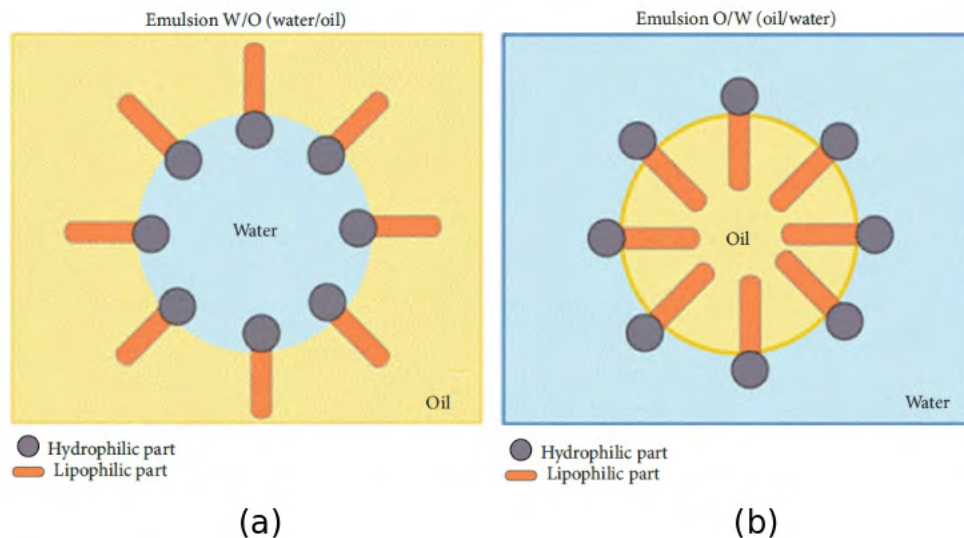 Emulsion W/O (water/oil)
Water
Oil
Hydrophilic part
Lipophilic part
(a)
Emulsion O/W (oil/water)
Oil
Water
Hydrophilic part
Lipophilic part
(b)